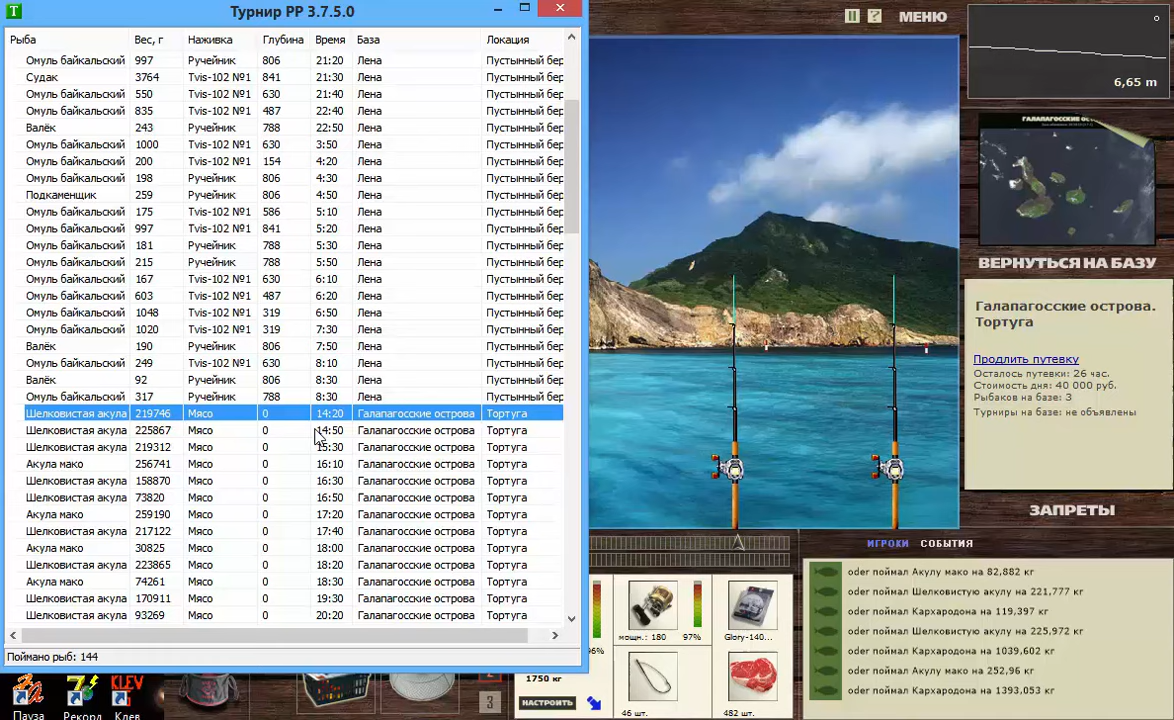 Турнир РР 3.7.5.0
Рыба Вес, г Наживка Глубина Время База Локация
Омуль байкальский 997 Ручейник 806 21:20 Лена Пустынный бер
Судак 3764 Tvis-102 №1 841 21:30 Лена Пустынный бер
Омуль байкальский 550 Tvis-102 №1 630 21:40 Лена Пустынный бер
Омуль байкальский 835 Tvis-102 №1 487 22:40 Лена Пустынный бер
Валёк 243 Ручейник 788 22:50 Лена Пустынный бер
Омуль байкальский 1000 Ручейник 630 3:50 Лена Пустынный бер
Омуль байкальский 200 Ручейник 154 4:20 Лена Пустынный бер
Омуль байкальский 198 Ручейник 806 4:30 Лена Пустынный бер
Подкаменщик 259 Ручейник 806 4:50 Лена Пустынный бер
Омуль байкальский 175 Tvis-102 №1 586 5:10 Лена Пустынный бер
Омуль байкальский 997 Tvis-102 №1 841 5:20 Лена Пустынный бер
Омуль байкальский 181 Ручейник 788 5:30 Лена Пустынный бер
Омуль байкальский 215 Ручейник 788 5:50 Лена Пустынный бер
Омуль байкальский 167 Tvis-102 №1 806 6:10 Лена Пустынный бер
Омуль байкальский 603 Tvis-102 №1 487 6:20 Лена Пустынный бер
Омуль байкальский 1048 Tvis-102 №1 319 6:50 Лена Пустынный бер
Омуль байкальский 1020 Tvis-102 №1 319 7:30 Лена Пустынный бер
Валёк 190 Ручейник 788 7:50 Лена Пустынный бер
Омуль байкальский 249 Tvis-102 №1 630 8:10 Лена Пустынный бер
Валёк 92 Ручейник 806 8:30 Лена Пустынный бер
Омуль байкальский 317 Ручейник 788 8:30 Лена Пустынный бер
Шелковистая акула 219746 Мясо 0 14:20 Галапагосские острова Тортуга
Шелковистая акула 225867 Мясо 0 14:50 Галапагосские острова Тортуга
Шелковистая акула 219312 Мясо 0 15:30 Галапагосские острова Тортуга
Акула мако 256741 Мясо 0 16:10 Галапагосские острова Тортуга
Шелковистая акула 158870 Мясо 0 16:30 Галапагосские острова Тортуга
Шелковистая акула 73820 Мясо 0 16:50 Галапагосские острова Тортуга
Акула мако 259190 Мясо 0 17:20 Галапагосские острова Тортуга
Шелковистая акула 217122 Мясо 0 17:40 Галапагосские острова Тортуга
Акула мако 30825 Мясо 0 18:00 Галапагосские острова Тортуга
Шелковистая акула 223865 Мясо 0 18:20 Галапагосские острова Тортуга
Акула мако 74261 Мясо 0 18:30 Галапагосские острова Тортуга
Шелковистая акула 170911 Мясо 0 19:30 Галапагосские острова Тортуга
Шелковистая акула 93269 Мясо 0 20:20 Галапагосские острова Тортуга
Поймано рыб: 144
МЕНЮ
6,65 m
ВЕРНУТЬСЯ НА БАЗУ
Галапагосские острова.
Тортуга
Продлить путевку
Осталось путевки: 26 час.
Стоимость дня: 40 000 руб.
Рыбаков на базе: 3
Турниры на базе: не объявлены
ЗАПРЕТЫ
ИГРОКИ СОБЫТИЯ
oder поймал Акулу мако на 82,882 кг
oder поймал Шелковистую акулу на 221,777 кг
oder поймал Кархародона на 119,397 кг
oder поймал Шелковистую акулу на 225,972 кг
oder поймал Кархародона на 1039,602 кг
oder поймал Акулу мако на 252,96 кг
oder поймал Кархародона на 1393,053 кг
мощн.: 180 97%
Glory-140...
96%
1750 кг
НАСТРОИТЬ
46 шт.
482 шт.
3
KLEV
Пауза Рекорд Клев